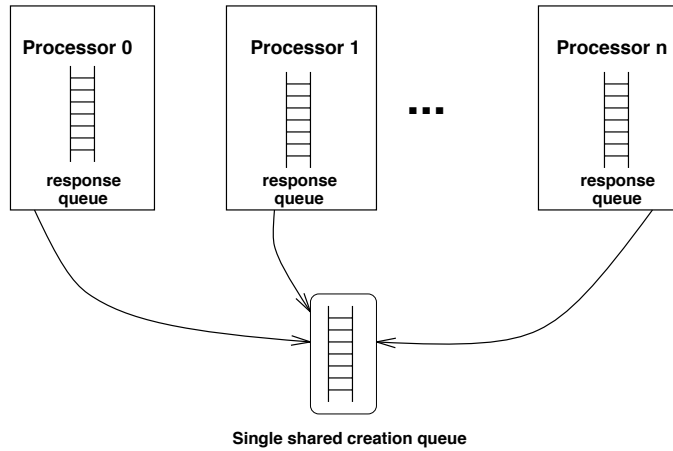 Processor 0
Processor 1
...
Processor n
response
queue
response
queue
response
queue
Single shared creation queue